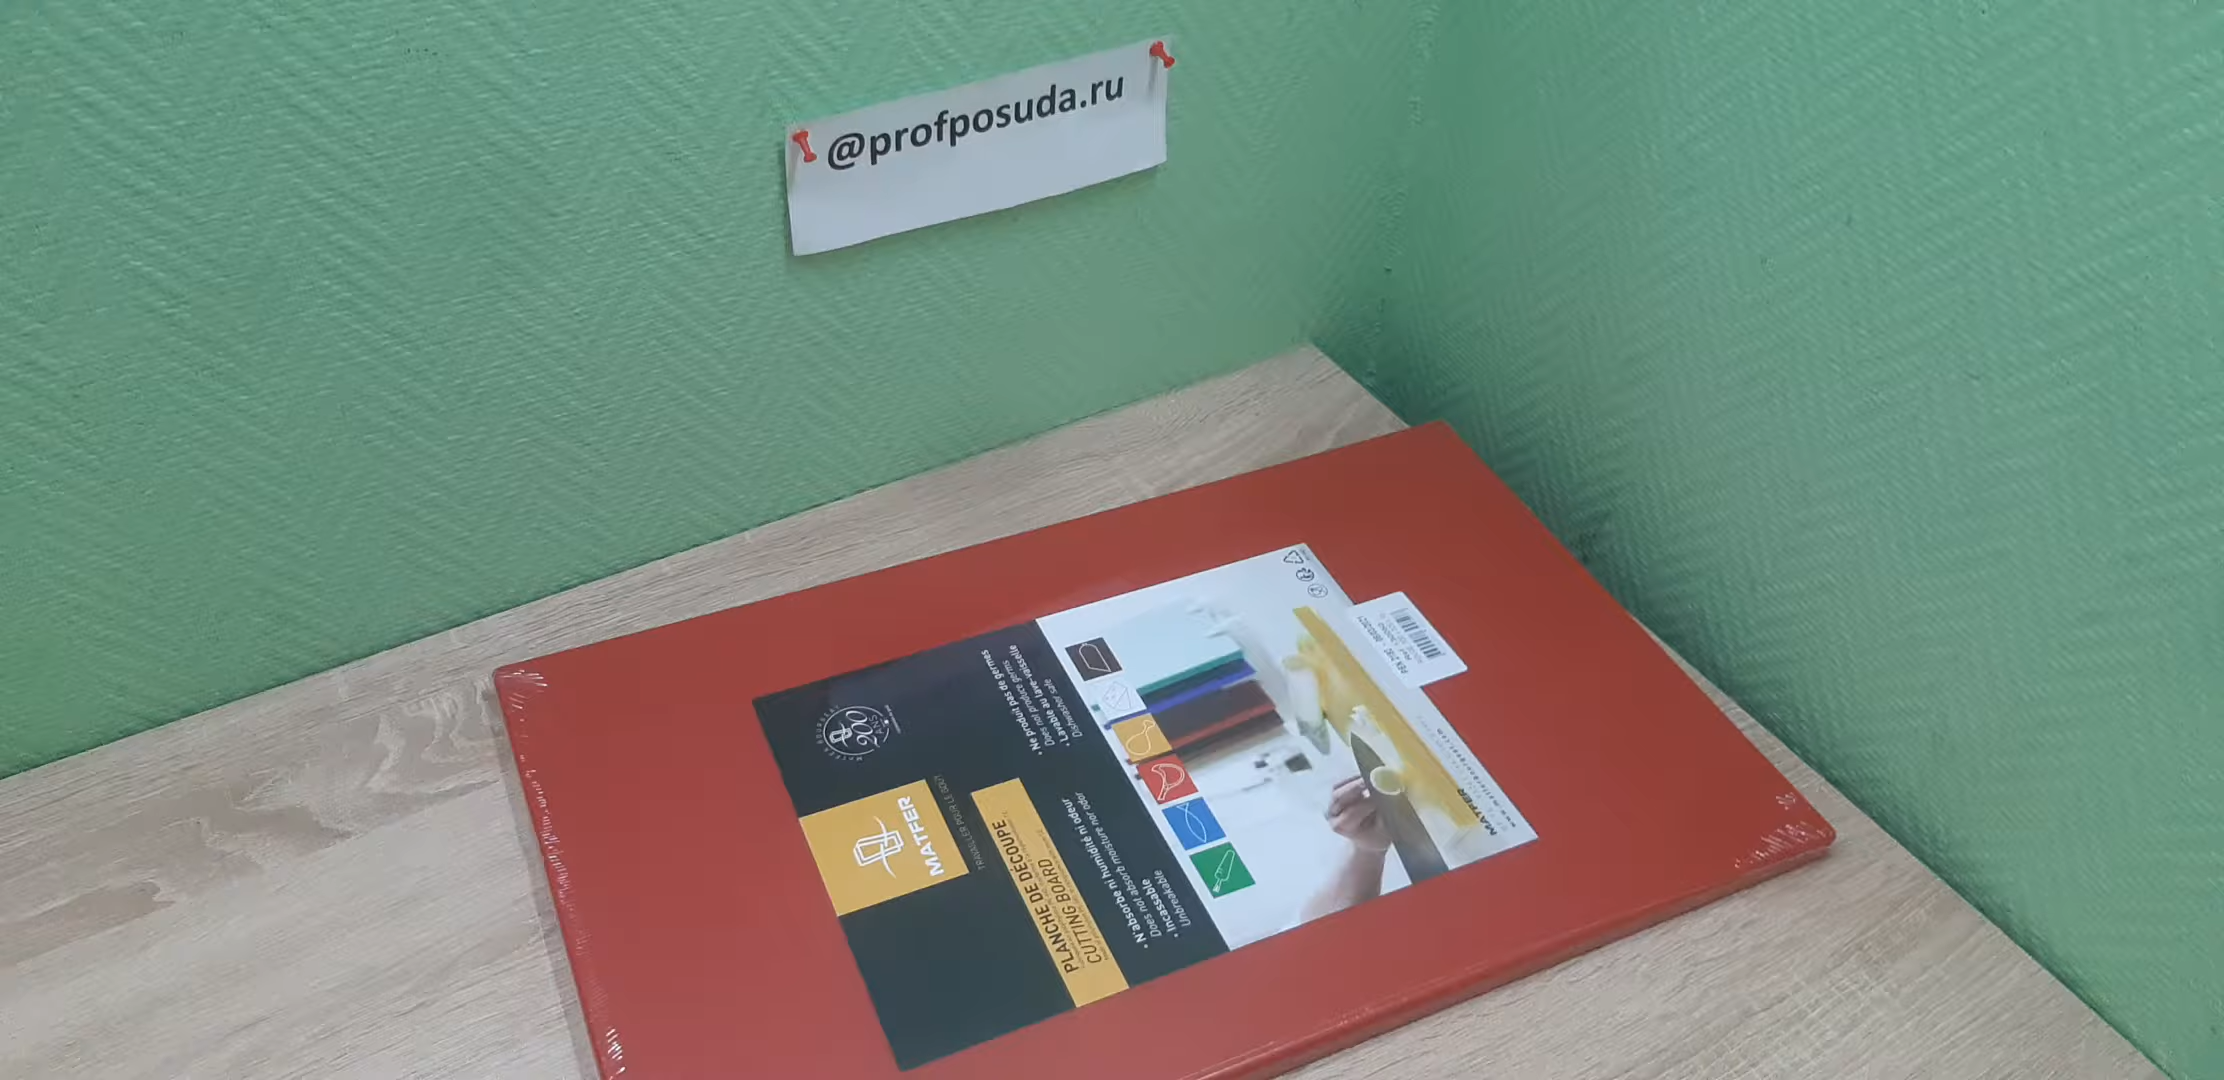 @profposuda.ru
200
ANS
MATFER
TRAVAILLER POUR LE GOÛT
PLANCHE DE DÉCOUPE
CUTTING BOARD
• Ne produit pas de germes
Does not produce germs
• Lavable au lave-vaisselle
Dishwasher safe
• N'absorbe ni humidité ni odeur
Does not absorb moisture nor odor
• Incassable
Unbreakable
MATFER